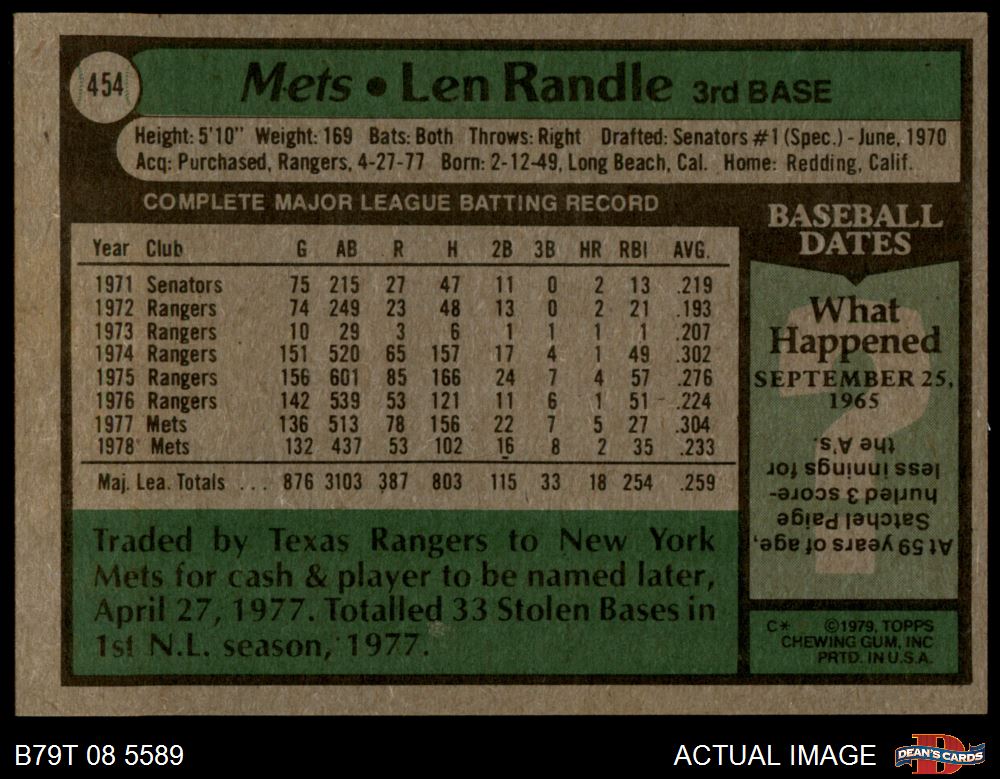 454
Mets • Len Randle 3rd BASE
Height: 5'10" Weight: 169 Bats: Both Throws: Right Drafted: Senators #1 (Spec.) - June, 1970
Acq: Purchased, Rangers, 4-27-77 Born: 2-12-49, Long Beach, Cal. Home: Redding, Calif.
COMPLETE MAJOR LEAGUE BATTING RECORD
Year Club G AB R H 2B 3B HR RBI AVG.
1971 Senators 75 215 27 47 11 0 2 13 .219
1972 Rangers 74 249 23 48 13 0 2 21 .193
1973 Rangers 10 29 3 6 1 1 1 1 .207
1974 Rangers 151 520 65 157 17 4 1 49 .302
1975 Rangers 156 601 85 166 24 7 4 57 .276
1976 Rangers 142 539 53 121 11 6 1 51 .224
1977 Mets 136 513 78 156 22 7 5 27 .304
1978 Mets 132 437 53 102 16 8 2 35 .233
Maj. Lea. Totals ... 876 3103 387 803 115 33 18 254 .259
Traded by Texas Rangers to New York
Mets for cash & player to be named later,
April 27, 1977. Totalled 33 Stolen Bases in
1st N.L. season, 1977.
BASEBALL
DATES
What
Happened
SEPTEMBER 25,
1965
?
At 59 years of age,
Satchel Paige
hurled 3 score-
less innings for
the A's.
C* ©1979, TOPPS
CHEWING GUM, INC
PRTD. IN U.S.A.
B79T 08 5589
ACTUAL IMAGE
D
DEAN'S CARDS